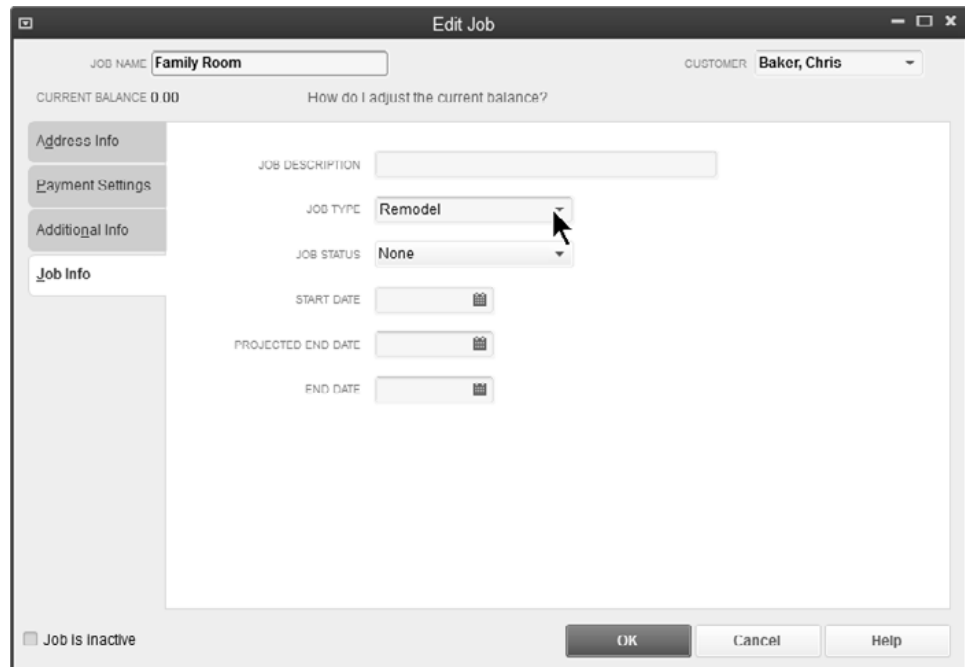 Edit Job
JOB NAME Family Room CUSTOMER Baker, Chris
CURRENT BALANCE 0.00 How do I adjust the current balance?
Address Info
Payment Settings
Additional Info
Job Info
JOB DESCRIPTION
JOB TYPE Remodel
JOB STATUS None
START DATE
PROJECTED END DATE
END DATE
Job is inactive OK Cancel Help